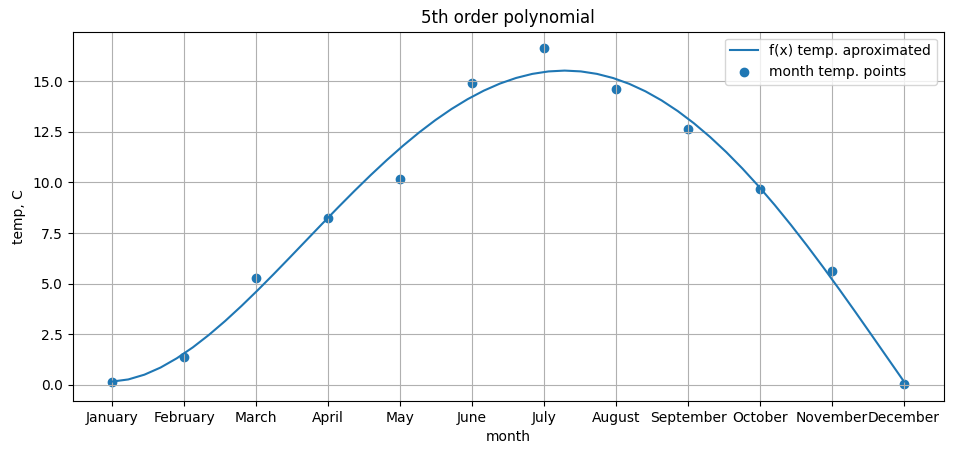 5th order polynomial
f(x) temp. aproximated
month temp. points
temp, C
15.0
12.5
10.0
7.5
5.0
2.5
0.0
January February March April May June July August September October November December
month